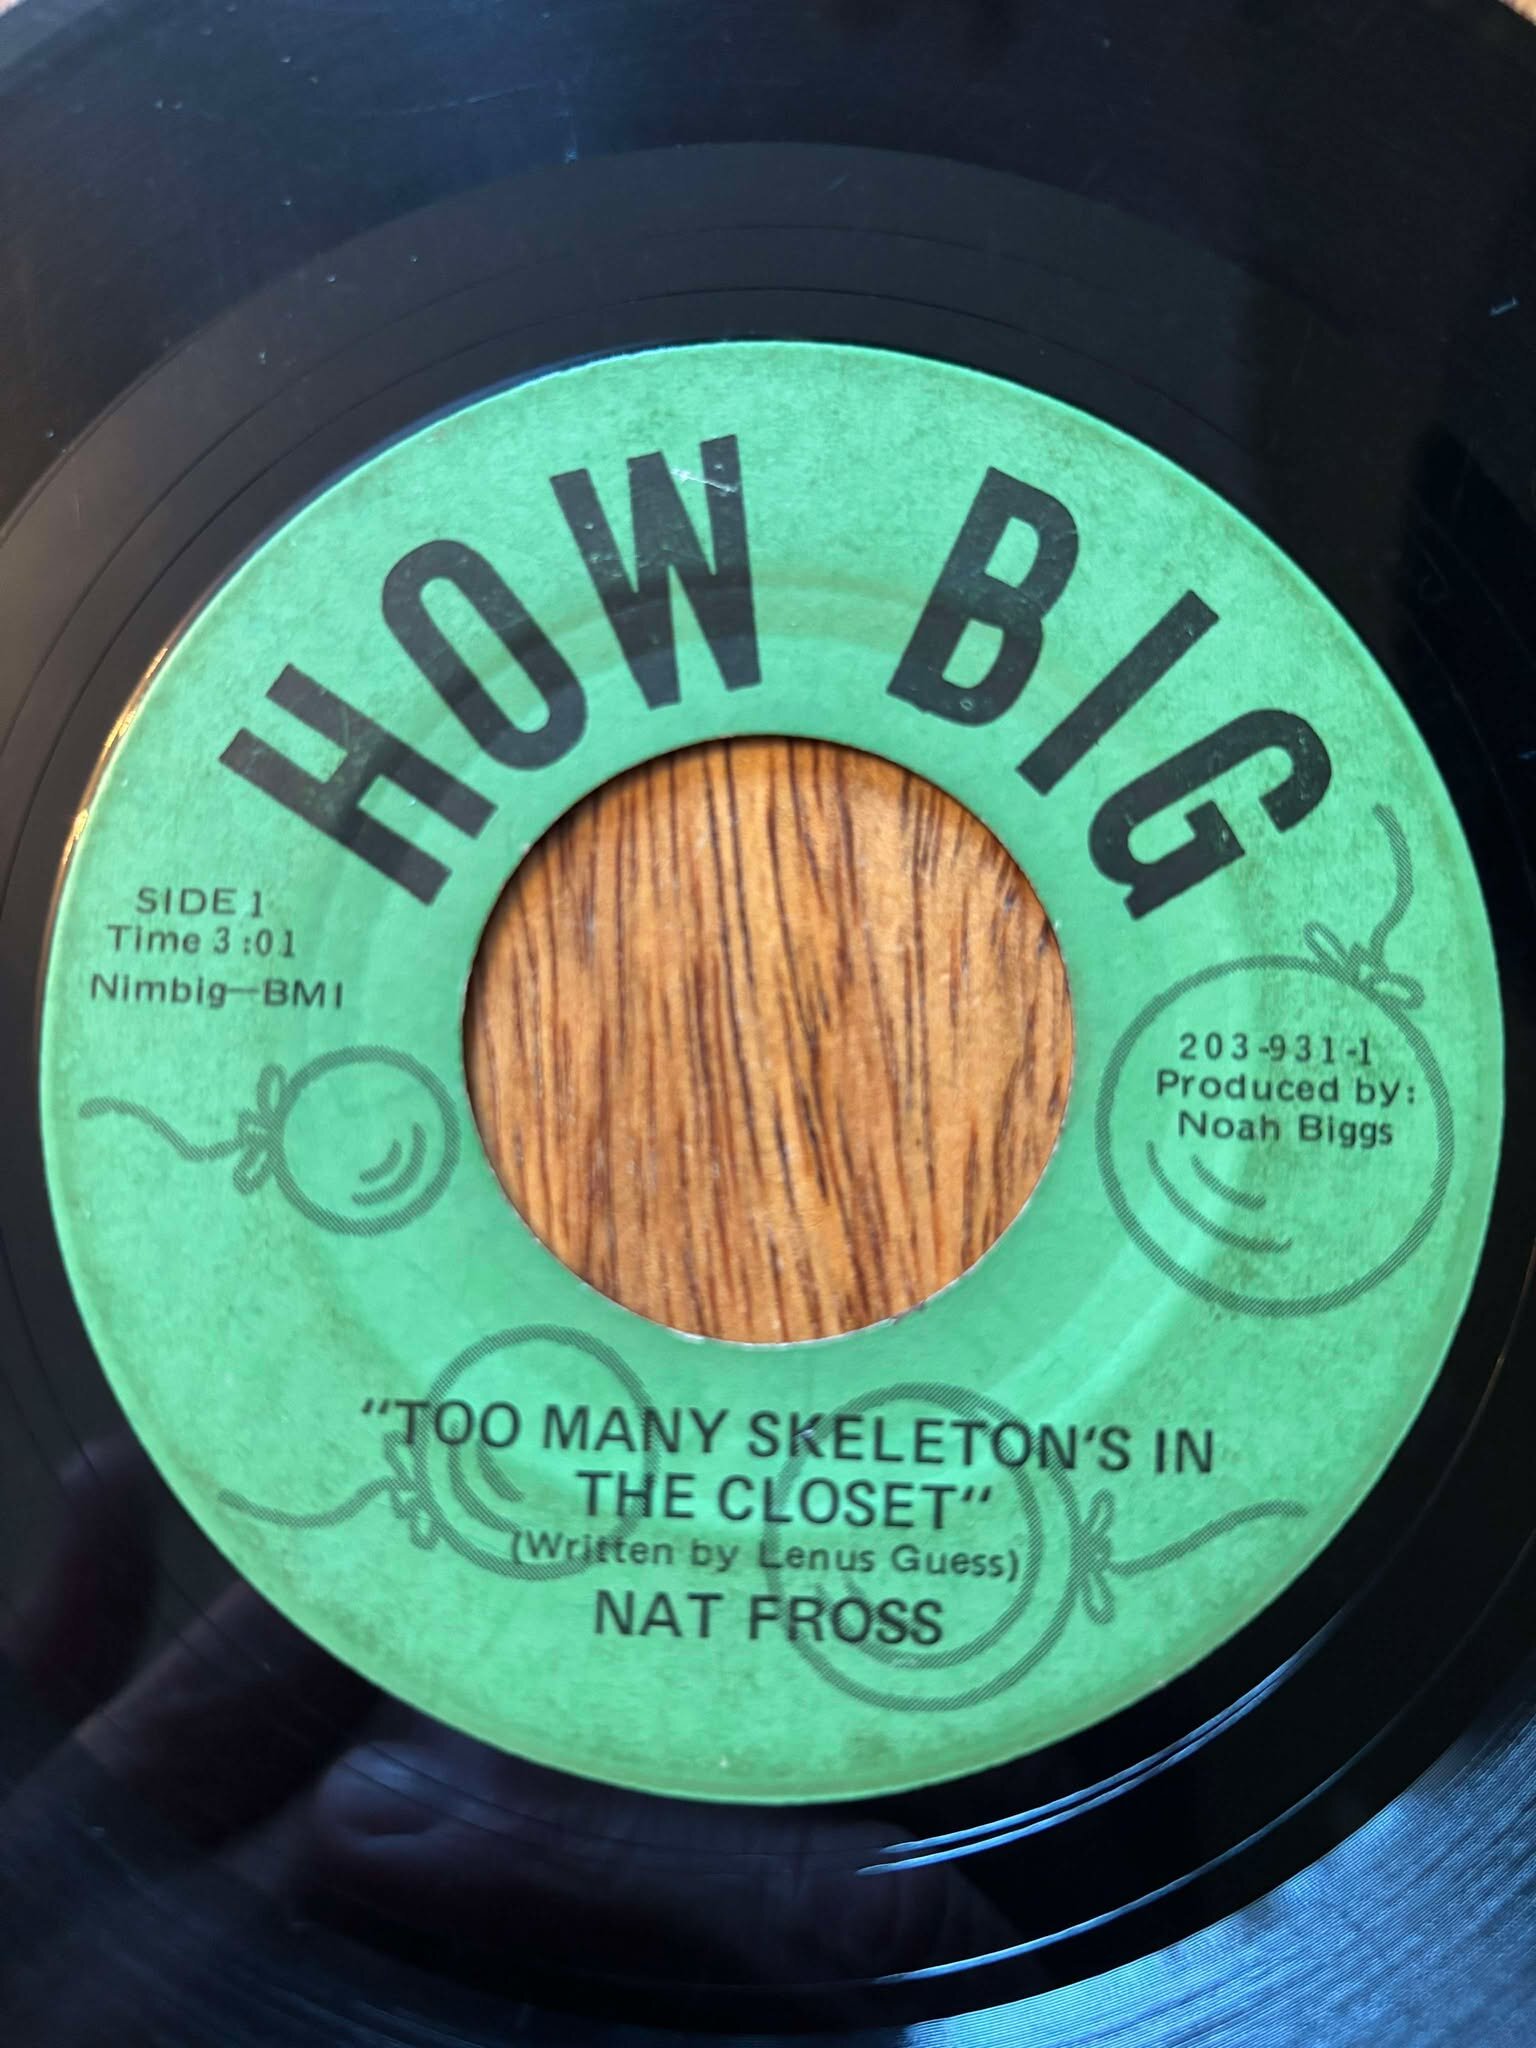 HOW BIG
SIDE 1
Time 3:01
Nimbig—BMI
203-931-1
Produced by:
Noah Biggs
"TOO MANY SKELETON'S IN
THE CLOSET"
(Written by Lenus Guess)
NAT FROSS